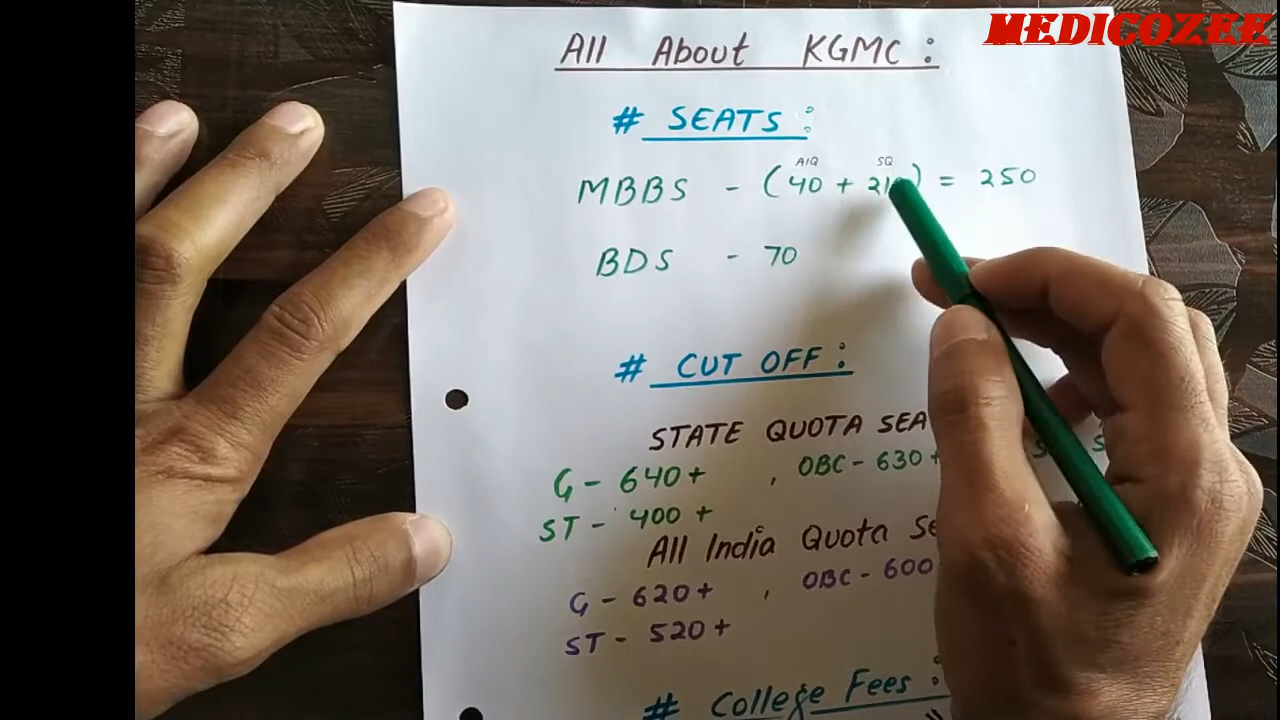 MEDICOZEE
All About KGMC :
# SEATS :
AIQ SQ
MBBS - (40 + 210) = 250
BDS - 70
# CUT OFF :
STATE QUOTA SEA
G - 640+ , OBC - 630+
ST - 400 +
All India Quota Se
G - 620+ , OBC - 600
ST - 520+
# College Fees :